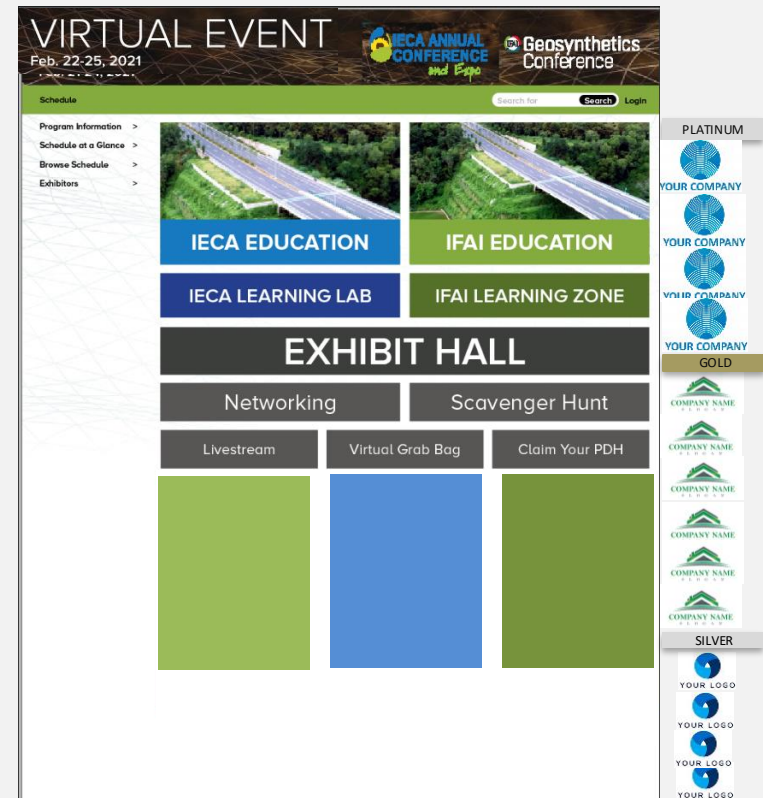 VIRTUAL EVENT
Feb. 22-25, 2021
IECA ANNUAL
CONFERENCE
and Expo
IFAI Geosynthetics
Conference
Schedule
Search for
Search
Login
Program Information >
Schedule at a Glance >
Browse Schedule >
Exhibitors >
IECA EDUCATION
IFAI EDUCATION
IECA LEARNING LAB
IFAI LEARNING ZONE
EXHIBIT HALL
Networking
Scavenger Hunt
Livestream
Virtual Grab Bag
Claim Your PDH
PLATINUM
YOUR COMPANY
YOUR COMPANY
YOUR COMPANY
YOUR COMPANY
GOLD
COMPANY NAME
COMPANY NAME
COMPANY NAME
COMPANY NAME
COMPANY NAME
COMPANY NAME
SILVER
YOUR LOGO
YOUR LOGO
YOUR LOGO
YOUR LOGO